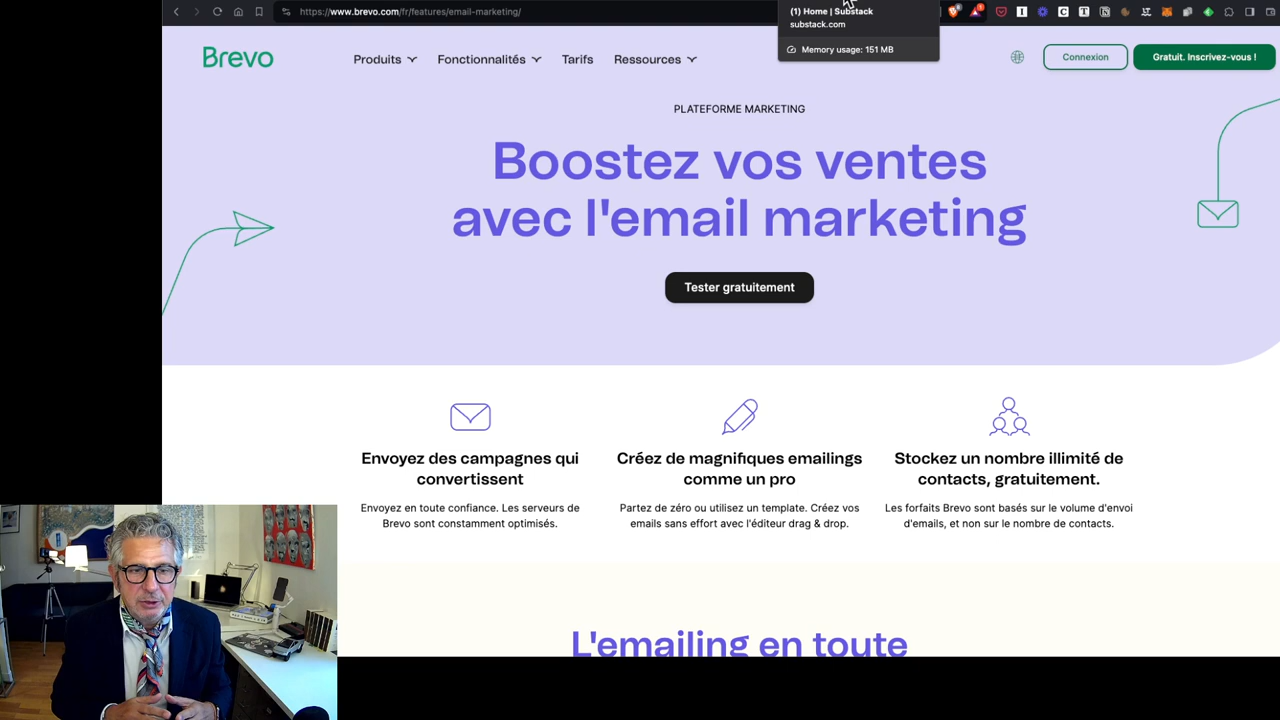 https://www.brevo.com/fr/features/email-marketing/
(1) Home | Substack
substack.com
Memory usage: 151 MB
Brevo
Produits
Fonctionnalités
Tarifs
Ressources
Connexion
Gratuit. Inscrivez-vous !
PLATEFORME MARKETING
Boostez vos ventes
avec l'email marketing
Tester gratuitement
Envoyez des campagnes qui
convertissent
Envoyez en toute confiance. Les serveurs de
Brevo sont constamment optimisés.
Créez de magnifiques emailings
comme un pro
Partez de zéro ou utilisez un template. Créez vos
emails sans effort avec l'éditeur drag & drop.
Stockez un nombre illimité de
contacts, gratuitement.
Les forfaits Brevo sont basés sur le volume d'envoi
d'emails, et non sur le nombre de contacts.
L'emailing en toute